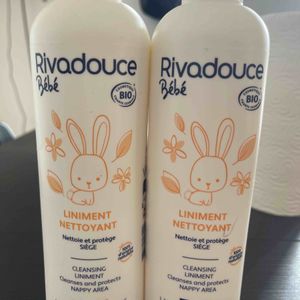 Rivadouce
Bébé
BIO
LINIMENT
NETTOYANT
Nettoie et protège
SIÈGE
CLEANSING
LINIMENT
Cleanses and protects
NAPPY AREA
Rivadouce
Bébé
BIO
LINIMENT
NETTOYANT
Nettoie et protège
SIÈGE
CLEANSING
LINIMENT
Cleanses and protects
NAPPY AREA